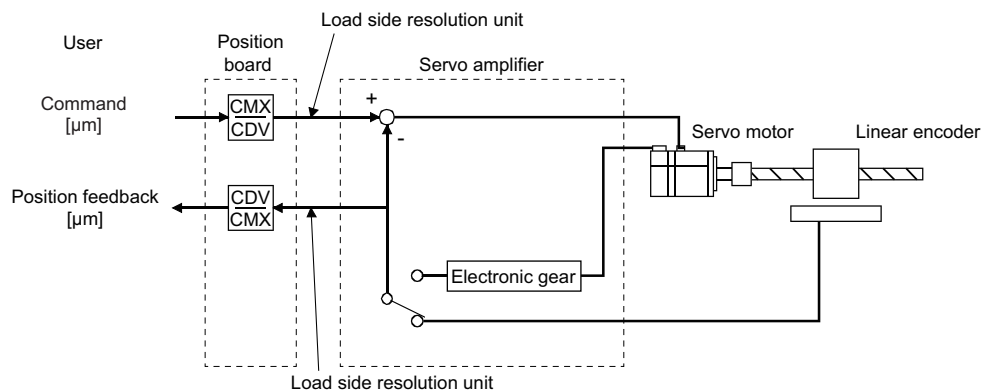 Load side resolution unit
User
Position
board
Servo amplifier
Command
[µm]
CMX
CDV
+
-
Servo motor
Linear encoder
Position feedback
[µm]
CDV
CMX
Electronic gear
Load side resolution unit